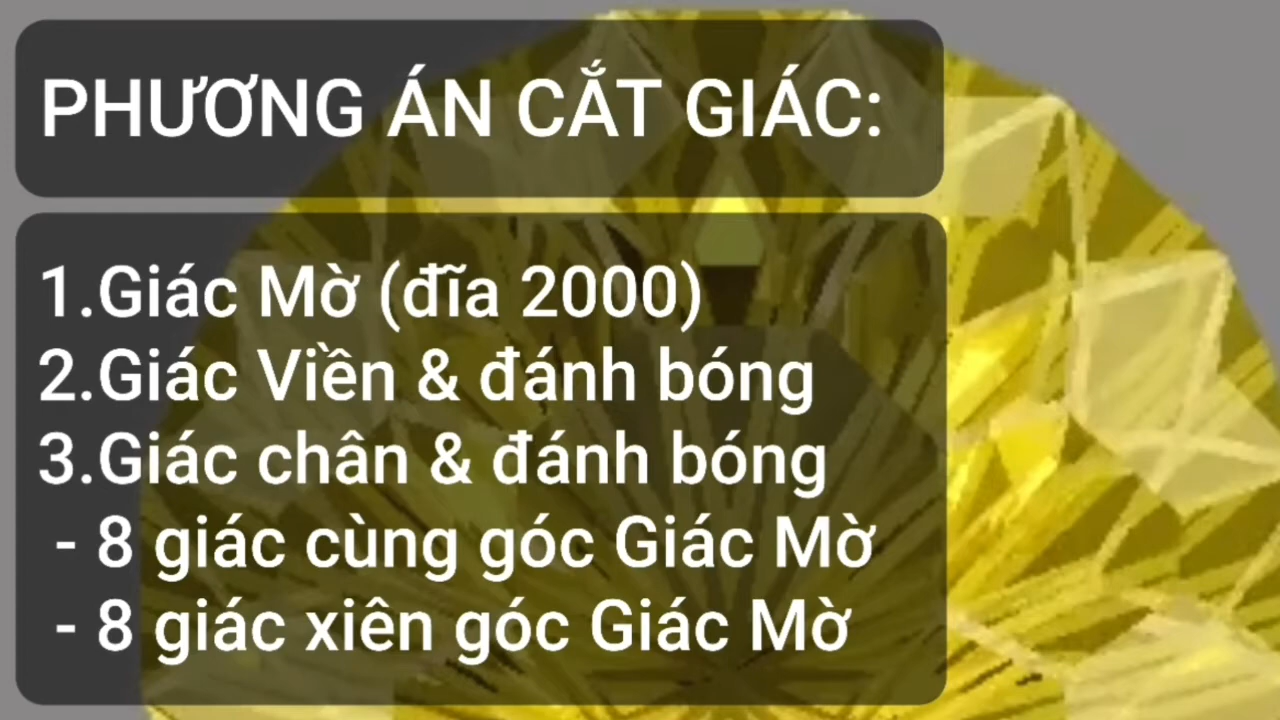 PHƯƠNG ÁN CẮT GIÁC:
1.Giác Mờ (đĩa 2000)
2.Giác Viền & đánh bóng
3.Giác chân & đánh bóng
- 8 giác cùng góc Giác Mờ
- 8 giác xiên góc Giác Mờ